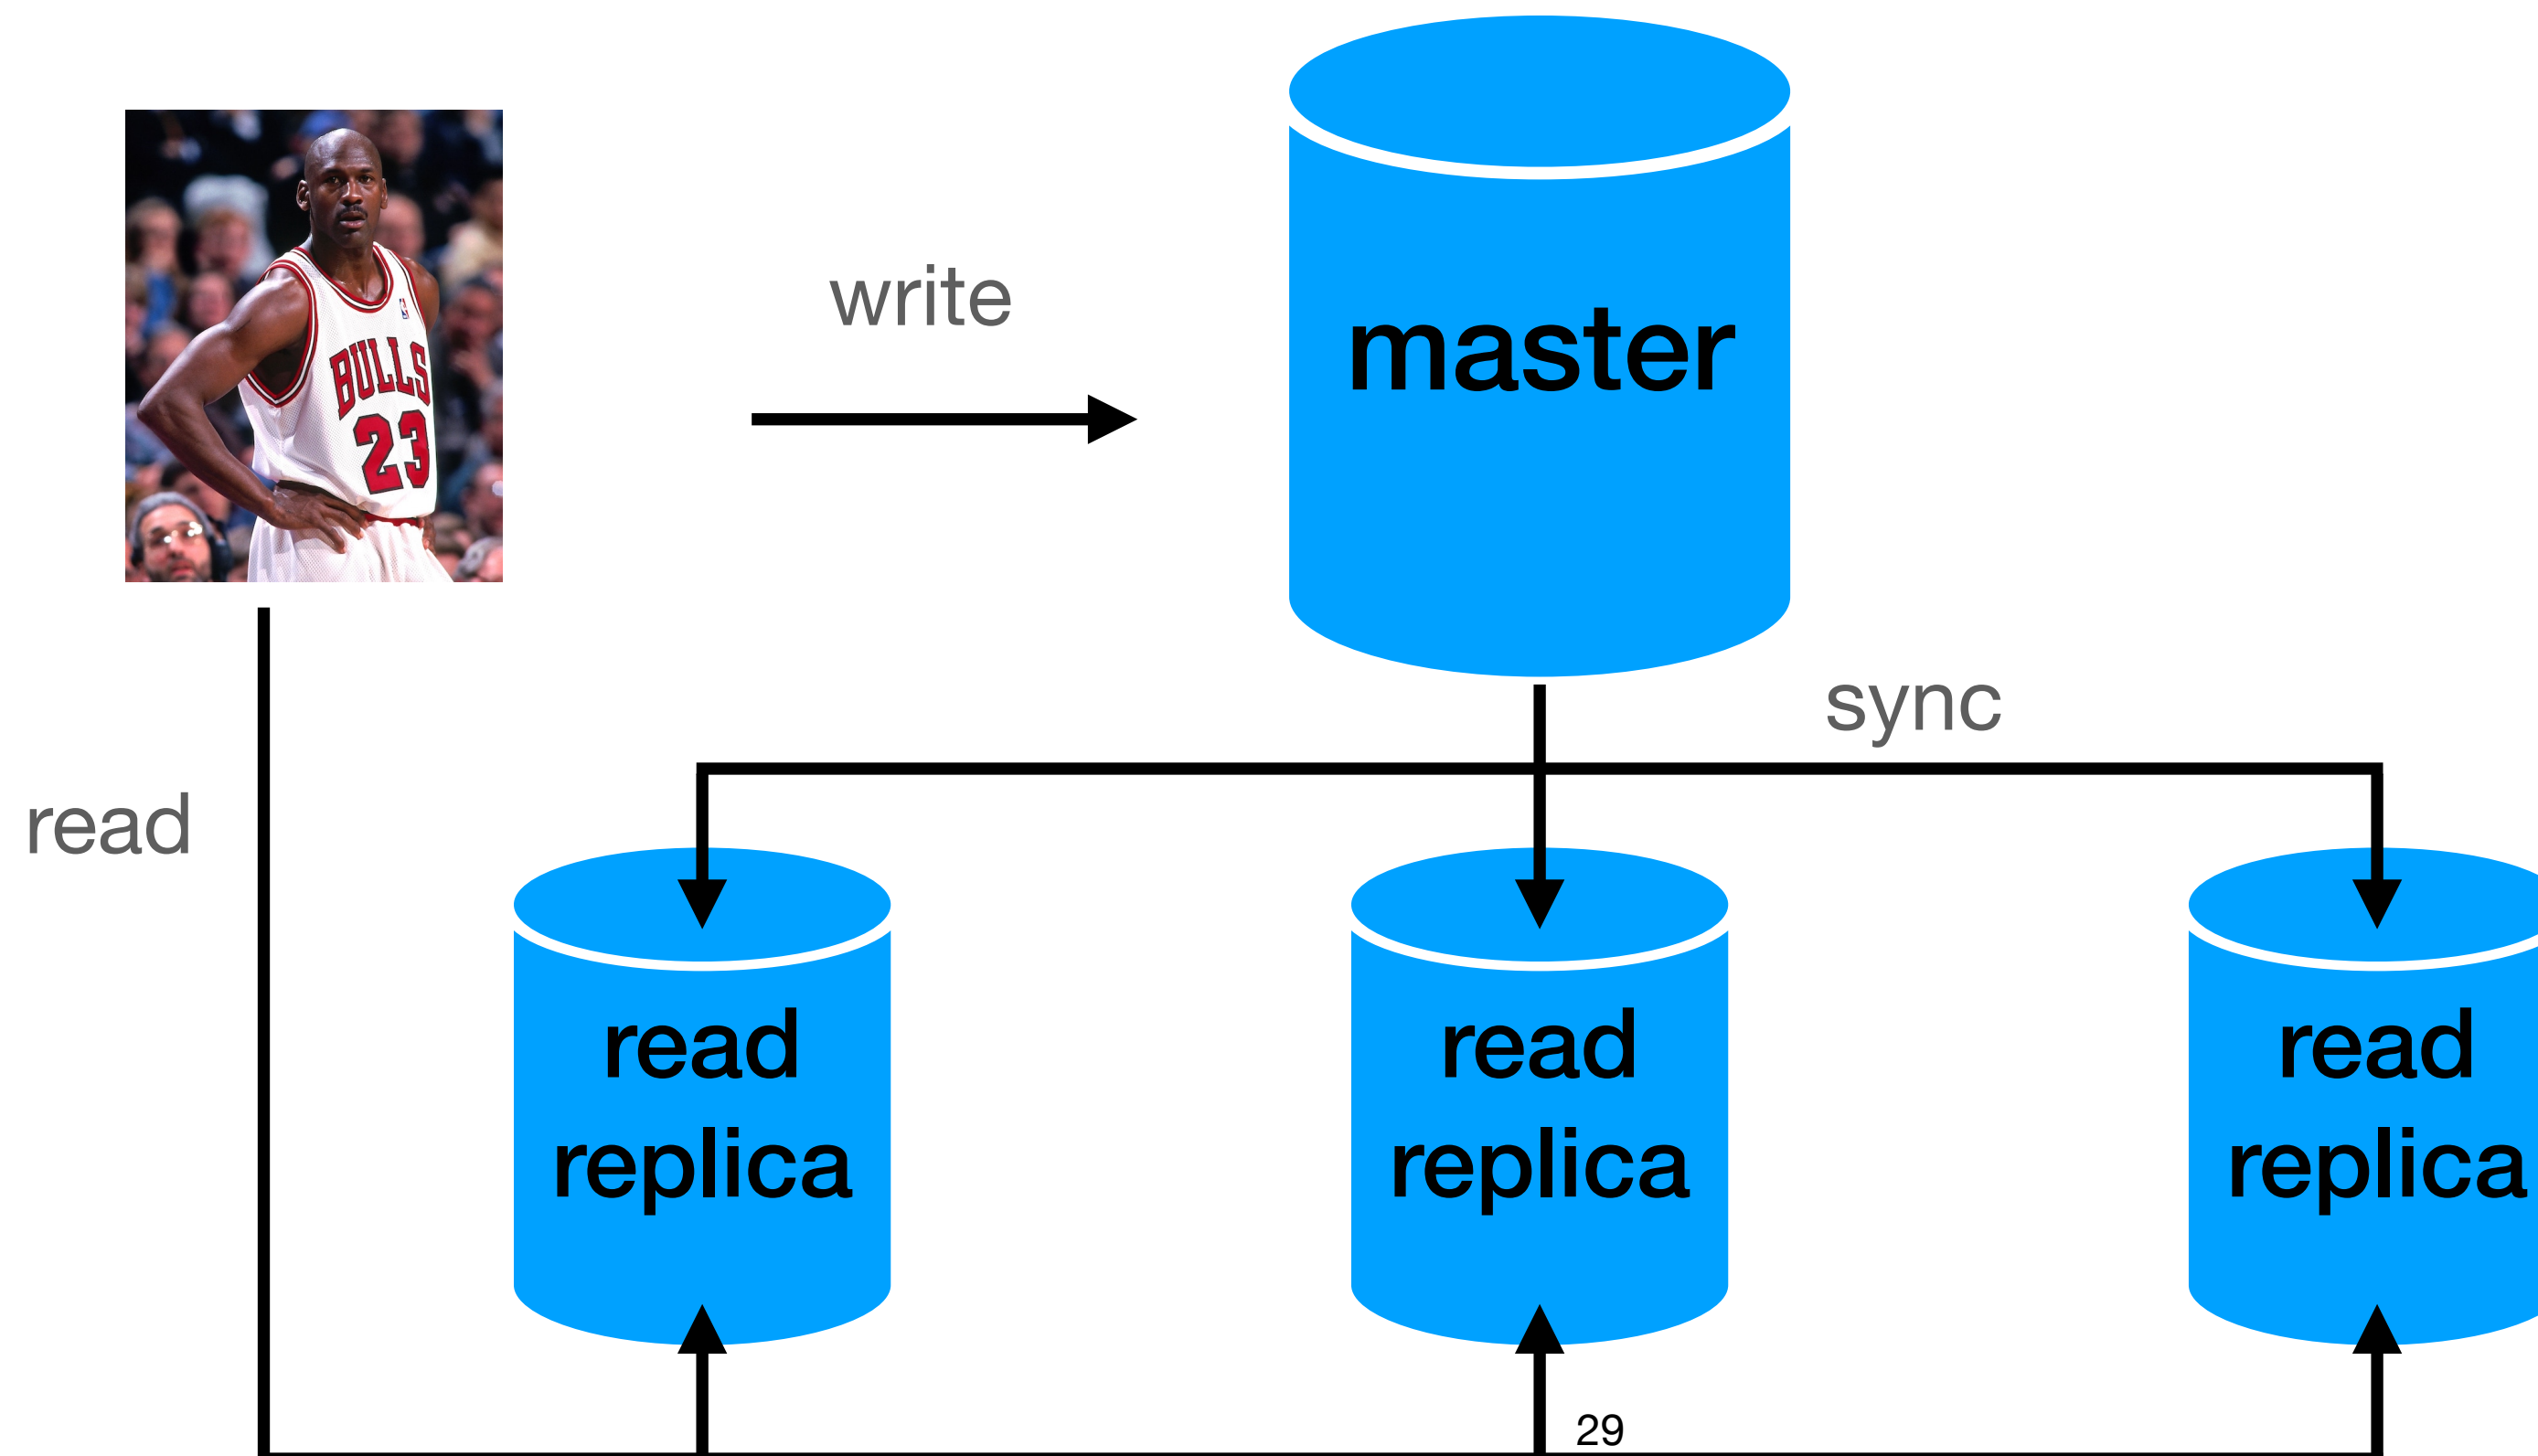 BULLS
23
write
master
sync
read
read
replica
read
replica
read
replica
29